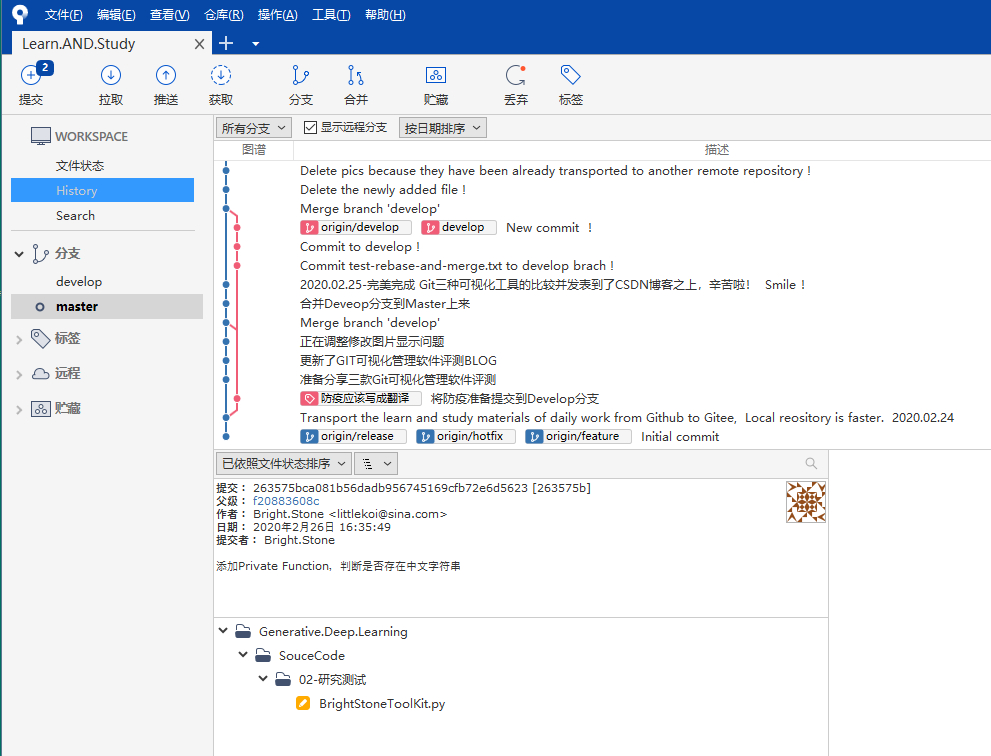 文件(F) 编辑(E) 查看(V) 仓库(R) 操作(A) 工具(T) 帮助(H)
Learn.AND.Study
2
提交 拉取 推送 获取 分支 合并 贮藏 丢弃 标签
WORKSPACE
文件状态
History
Search
分支
develop
master
标签
远程
贮藏
所有分支 显示远程分支 按日期排序
图谱 描述
Delete pics because they have been already transported to another remote repository !
Delete the newly added file !
Merge branch 'develop'
origin/develop develop New commit ！
Commit to develop !
Commit test-rebase-and-merge.txt to develop brach !
2020.02.25-完美完成 Git三种可视化工具的比较并发表到了CSDN博客之上，辛苦啦！ Smile !
合并Deveop分支到Master上来
Merge branch 'develop'
正在调整修改图片显示问题
更新了GIT可视化管理软件评测BLOG
准备分享三款Git可视化管理软件评测
防疫应该写成翻译 将防疫准备提交到Develop分支
Transport the learn and study materials of daily work from Github to Gitee，Local reository is faster. 2020.02.24
origin/release origin/hotfix origin/feature Initial commit
已依照文件状态排序
提交： 263575bca081b56dadb956745169cfb72e6d5623 [263575b]
父级： f20883608c
作者： Bright.Stone <littlekoi@sina.com>
日期： 2020年2月26日 16:35:49
提交者： Bright.Stone
添加Private Function，判断是否存在中文字符串
Generative.Deep.Learning
SouceCode
02-研究测试
BrightStoneToolKit.py